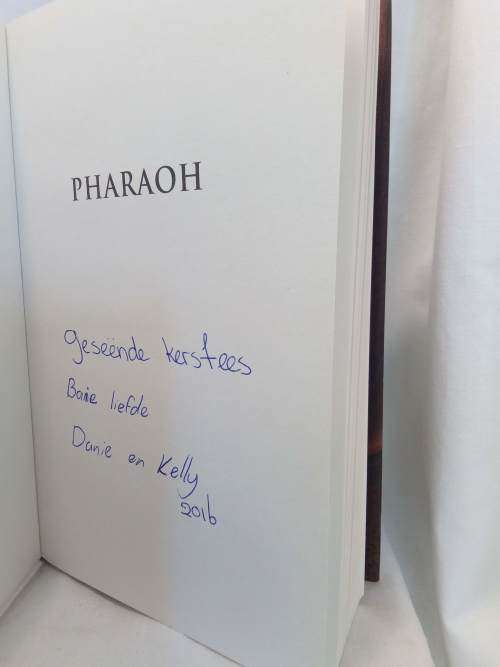 PHARAOH
geseënde kersfees
Baie liefde
Danie en Kelly
2016